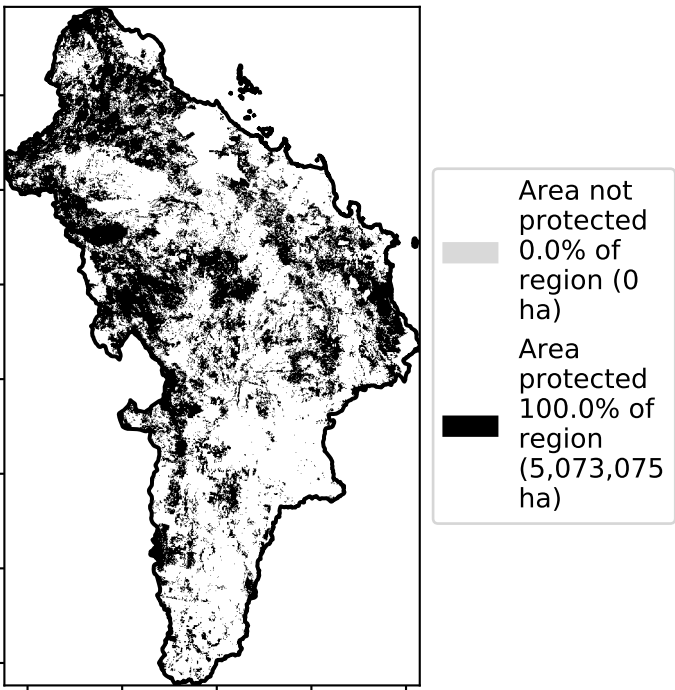 Area not
protected
0.0% of
region (0
ha)
Area
protected
100.0% of
region
(5,073,075
ha)